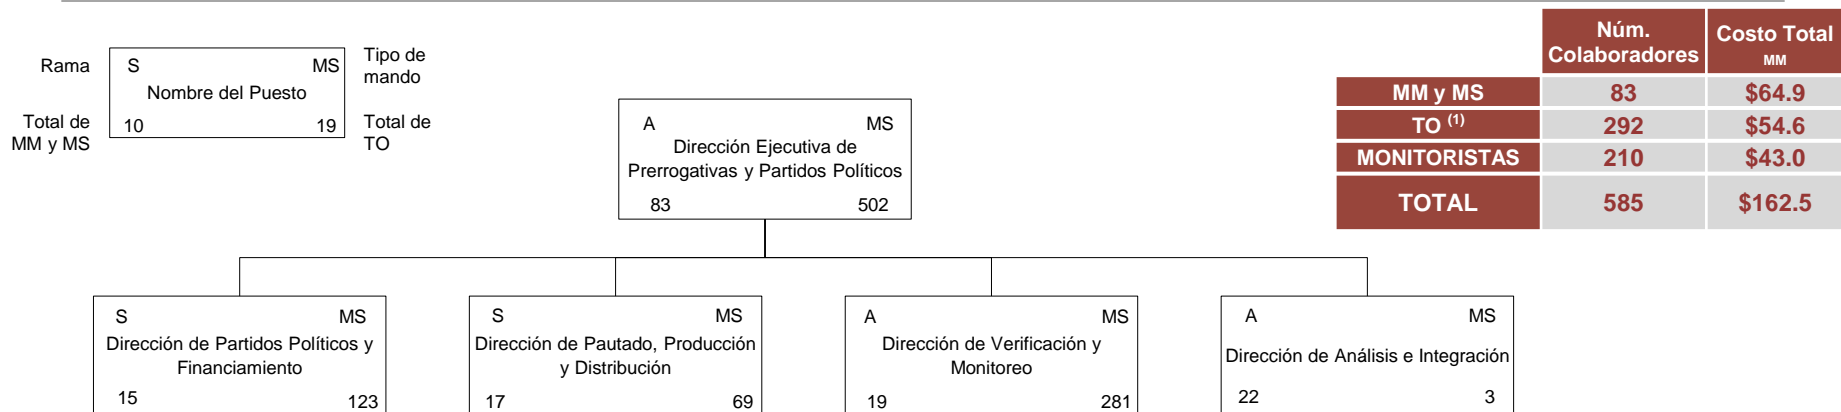 Rama
Total de
MM y MS
S MS
Nombre del Puesto
10 19
Tipo de
mando
Total de
TO
Núm.
Colaboradores
Costo Total
MM
MM y MS 83 $64.9
TO (1) 292 $54.6
MONITORISTAS 210 $43.0
TOTAL 585 $162.5
A MS
Dirección Ejecutiva de
Prerrogativas y Partidos Políticos
83 502
S MS
Dirección de Partidos Políticos y
Financiamiento
15 123
S MS
Dirección de Pautado, Producción
y Distribución
17 69
A MS
Dirección de Verificación y
Monitoreo
19 281
A MS
Dirección de Análisis e Integración
22 3